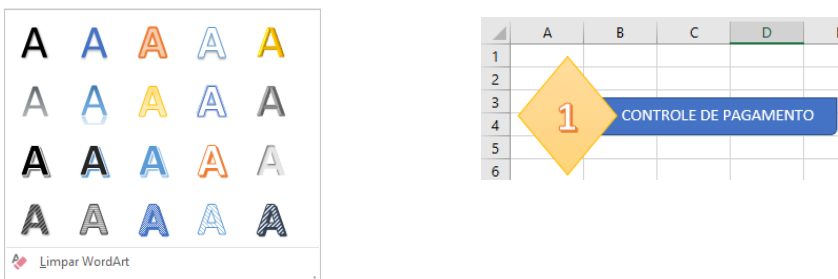 A A A A A
A A A A A
A A A A A
A A A A A
Limpar WordArt
A B C D
1
2
3
4
5
6
1
CONTROLE DE PAGAMENTO